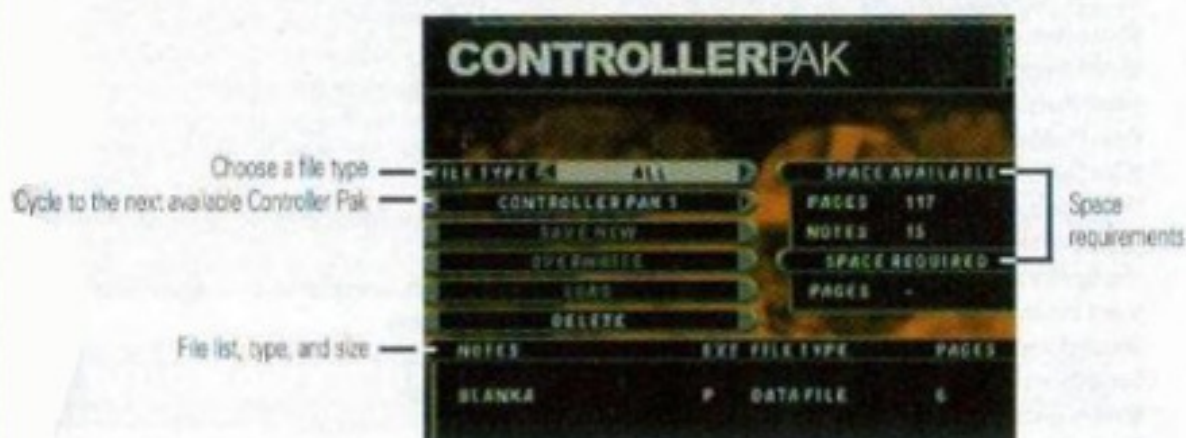 CONTROLLERPAK
Choose a file type
FILE TYPE ALL
SPACE AVAILABLE
Cycle to the next available Controller Pak
CONTROLLER PAK 1
PAGES 117
Space
requirements
SAVE NEW
NOTES 15
OVERWRITE
SPACE REQUIRED
LOAD
PAGES -
DELETE
File list, type, and size
NOTES EXT FILE TYPE PAGES
BLANKA P DATA FILE 6